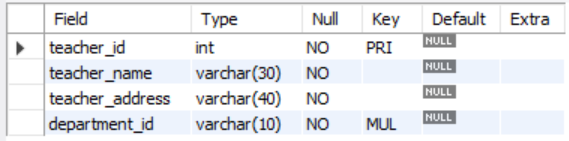 Field Type Null Key Default Extra
teacher_id int NO PRI NULL
teacher_name varchar(30) NO NULL
teacher_address varchar(40) NO NULL
department_id varchar(10) NO MUL NULL